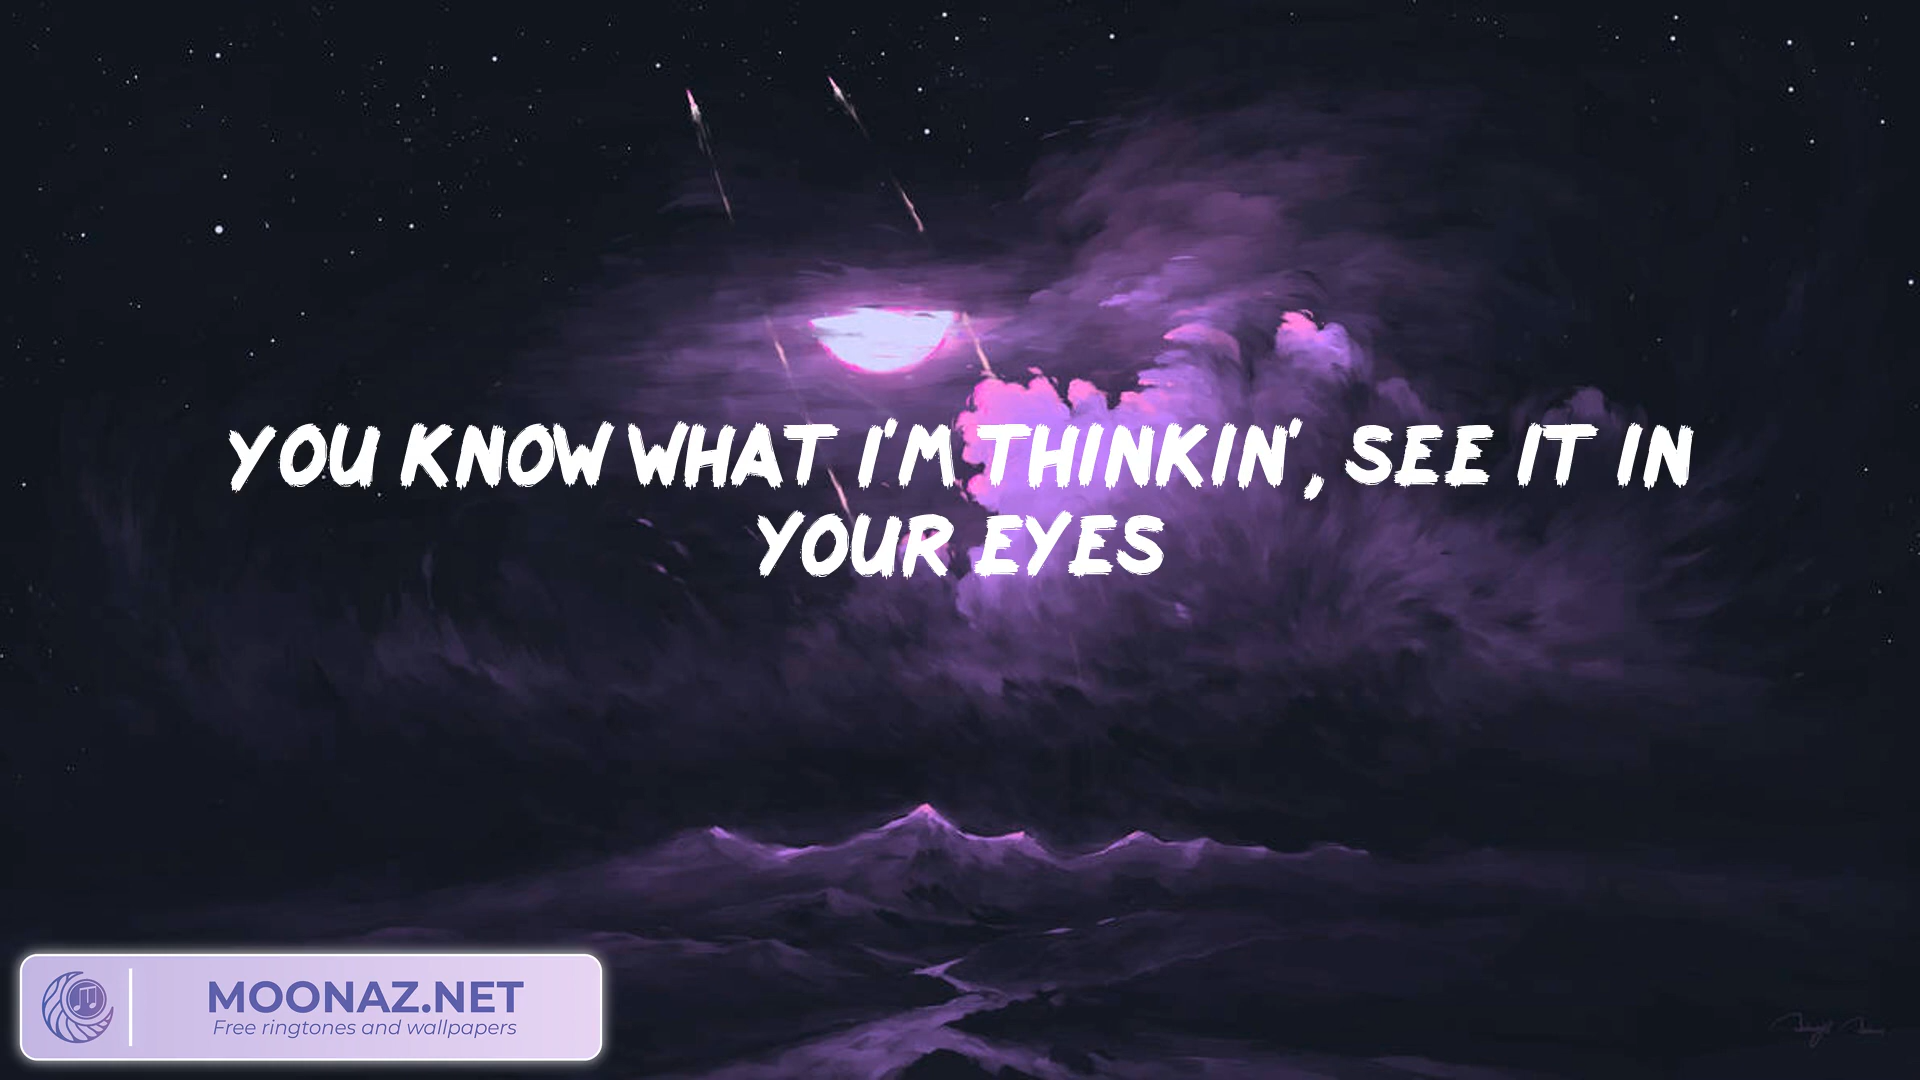 YOU KNOW WHAT I'M THINKIN', SEE IT IN
YOUR EYES
MOONAZ.NET
Free ringtones and wallpapers